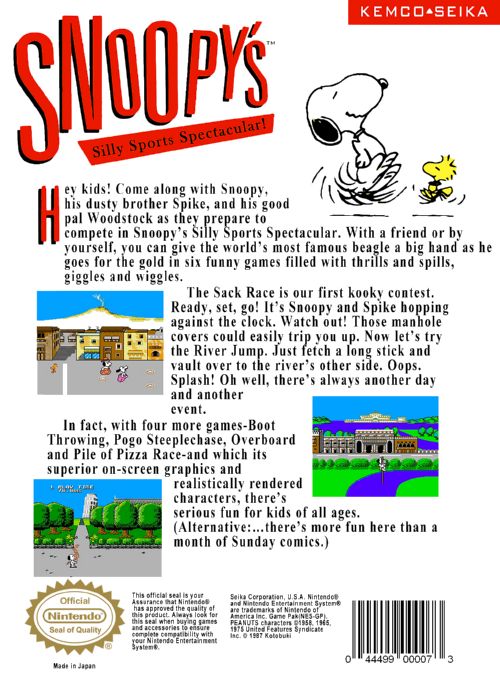 KEMCO▲SEIKA
SNOOPY'S™
Silly Sports Spectacular!
Hey kids! Come along with Snoopy,
his dusty brother Spike, and his good
pal Woodstock as they prepare to
compete in Snoopy's Silly Sports Spectacular. With a friend or by
yourself, you can give the world's most famous beagle a big hand as he
goes for the gold in six funny games filled with thrills and spills,
giggles and wiggles.
The Sack Race is our first kooky contest.
Ready, set, go! It's Snoopy and Spike hopping
against the clock. Watch out! Those manhole
covers could easily trip you up. Now let's try
the River Jump. Just fetch a long stick and
vault over to the river's other side. Oops.
Splash! Oh well, there's always another day
and another
event.
In fact, with four more games-Boot
Throwing, Pogo Steeplechase, Overboard
and Pile of Pizza Race-and which its
superior on-screen graphics and
realistically rendered
characters, there's
serious fun for kids of all ages.
(Alternative:...there's more fun here than a
month of Sunday comics.)
Official
Nintendo®
Seal of Quality
®
This official seal is your
Assurance that Nintendo®
has approved the quality of
this product. Always look for
this seal when buying games
and accessories to ensure
complete compatibility with
your Nintendo Entertainment
System®.
Seika Corporation, U.S.A. Nintendo®
and Nintendo Entertainment System®
are trademarks of Nintendo of
America Inc. Game Pak(NES-GP).
PEANUTS characters ©1958, 1965,
1975 United Features Syndicate
Inc. © 1987 Kotobuki
0 44499 00007 3
Made in Japan